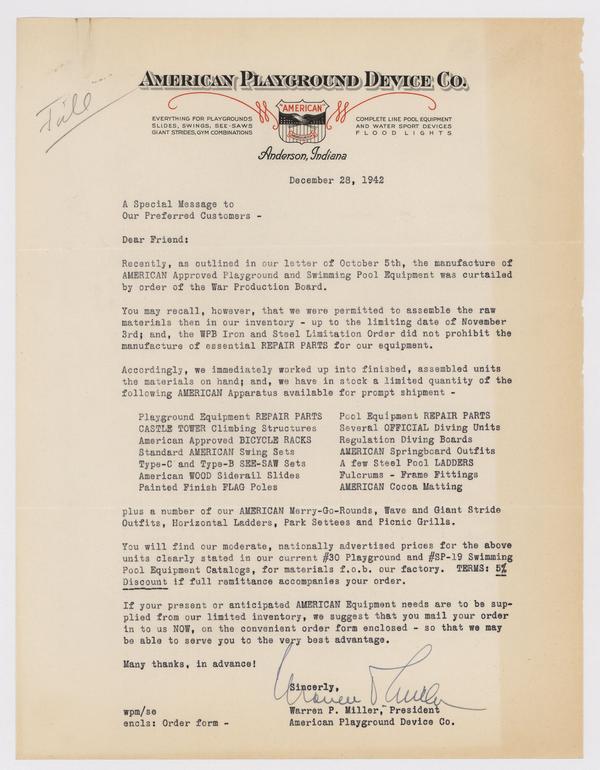 AMERICAN PLAYGROUND DEVICE CO.
EVERYTHING FOR PLAYGROUNDS
SLIDES, SWINGS, SEE-SAWS
GIANT STRIDES, GYM COMBINATIONS
AMERICAN
COMPLETE LINE POOL EQUIPMENT
AND WATER SPORT DEVICES
FLOOD LIGHTS
Anderson, Indiana
December 28, 1942
A Special Message to
Our Preferred Customers -
Dear Friend:
Recently, as outlined in our letter of October 5th, the manufacture of
AMERICAN Approved Playground and Swimming Pool Equipment was curtailed
by order of the War Production Board.
You may recall, however, that we were permitted to assemble the raw
materials then in our inventory - up to the limiting date of November
3rd; and, the WPB Iron and Steel Limitation Order did not prohibit the
manufacture of essential REPAIR PARTS for our equipment.
Accordingly, we immediately worked up into finished, assembled units
the materials on hand; and, we have in stock a limited quantity of the
following AMERICAN Apparatus available for prompt shipment -
Playground Equipment REPAIR PARTS
CASTLE TOWER Climbing Structures
American Approved BICYCLE RACKS
Standard AMERICAN Swing Sets
Type-C and Type-B SEE-SAW Sets
American WOOD Siderail Slides
Painted Finish FLAG Poles
Pool Equipment REPAIR PARTS
Several OFFICIAL Diving Units
Regulation Diving Boards
AMERICAN Springboard Outfits
A few Steel Pool LADDERS
Fulcrums - Frame Fittings
AMERICAN Cocoa Matting
plus a number of our AMERICAN Merry-Go-Rounds, Wave and Giant Stride
Outfits, Horizontal Ladders, Park Settees and Picnic Grills.
You will find our moderate, nationally advertised prices for the above
units clearly stated in our current #30 Playground and #SP-19 Swimming
Pool Equipment Catalogs, for materials f.o.b. our factory. TERMS: 5%
Discount if full remittance accompanies your order.
If your present or anticipated AMERICAN Equipment needs are to be sup-
plied from our limited inventory, we suggest that you mail your order
in to us NOW, on the convenient order form enclosed - so that we may
be able to serve you to the very best advantage.
Many thanks, in advance!
Sincerely,
Warren P. Miller, President
American Playground Device Co.
wpm/se
encls: Order form -